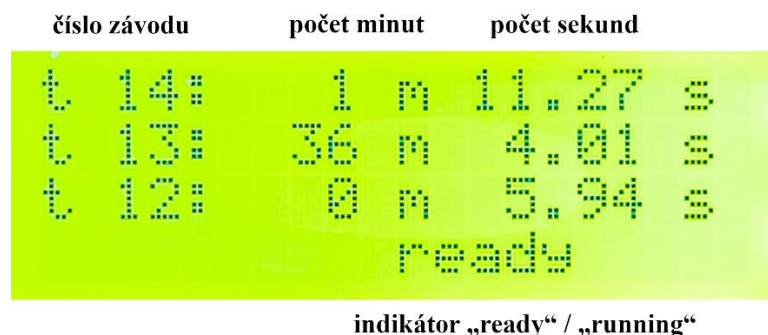 číslo závodu počet minut počet sekund
t 14: 1 m 11.27 s
t 13: 36 m 4.01 s
t 12: 0 m 5.94 s
ready
indikátor „ready“ / „running“